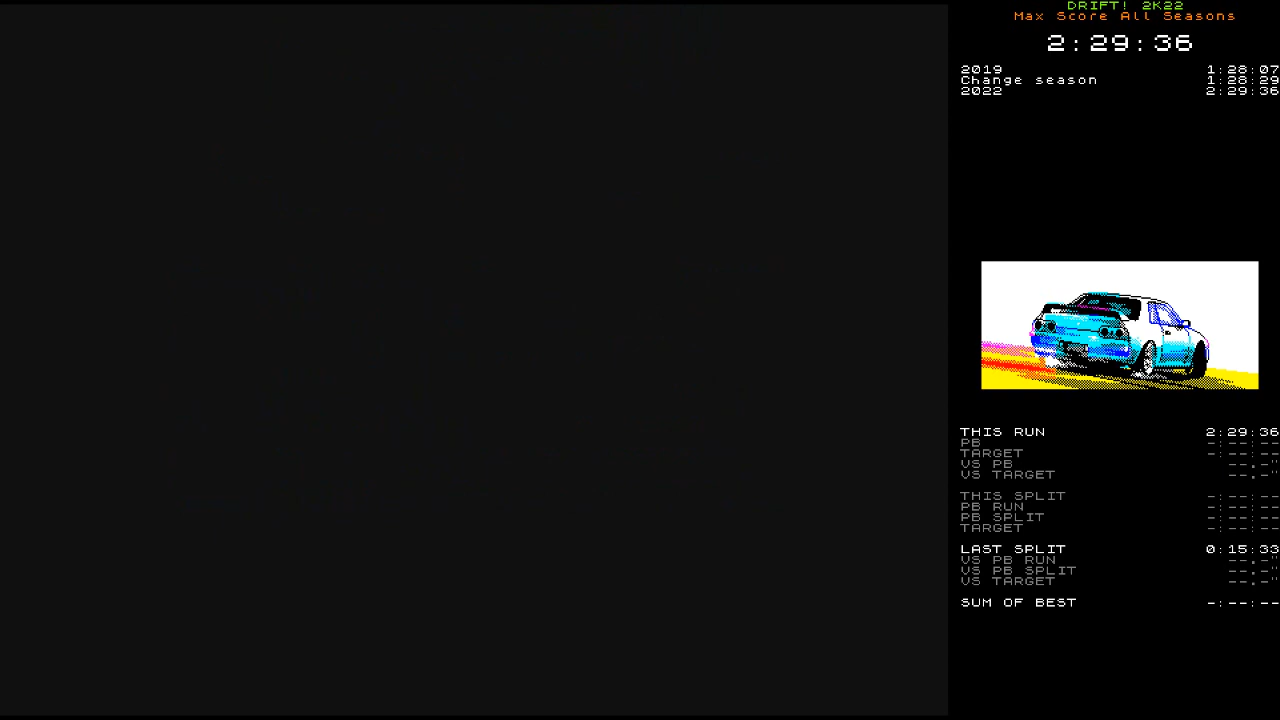 DRIFT! 2K22
Max Score All Seasons
2:29:36
2019 1:28:07
Change season 1:28:29
2022 2:29:36
THIS RUN 2:29:36
PB -:--:--
TARGET -:--:--
VS PB --.-"
VS TARGET --.-"
THIS SPLIT -:--:--
PB RUN -:--:--
PB SPLIT -:--:--
TARGET -:--:--
LAST SPLIT 0:15:33
VS PB RUN --.-"
VS PB SPLIT --.-"
VS TARGET --.-"
SUM OF BEST -:--:--